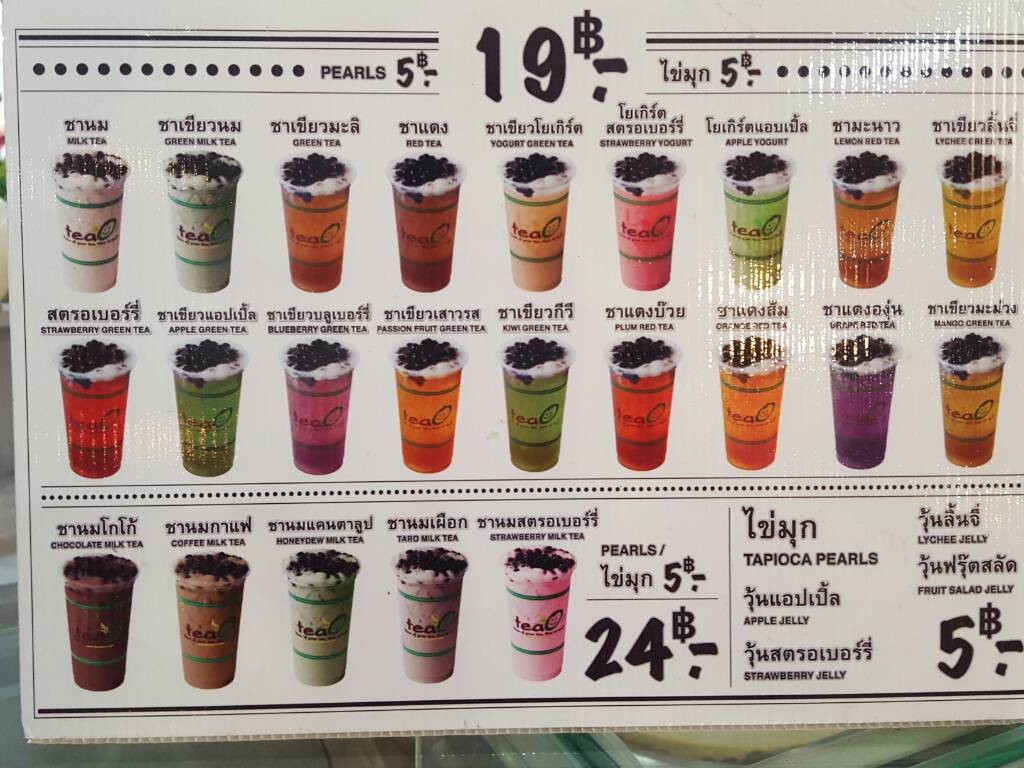 19฿.-
PEARLS 5฿.-
ไข่มุก 5฿.-
ชานม
MILK TEA
ชาเขียวนม
GREEN MILK TEA
ชาเขียวมะลิ
GREEN TEA
ชาแดง
RED TEA
ชาเขียวโยเกิร์ต
YOGURT GREEN TEA
โยเกิร์ต
สตรอเบอร์รี่
STRAWBERRY YOGURT
โยเกิร์ตแอปเปิ้ล
APPLE YOGURT
ชามะนาว
LEMON RED TEA
ชาเขียวลิ้นจี่
LYCHEE GREEN TEA
สตรอเบอร์รี่
STRAWBERRY GREEN TEA
ชาเขียวแอปเปิ้ล
APPLE GREEN TEA
ชาเขียวบลูเบอร์รี่
BLUEBERRY GREEN TEA
ชาเขียวเสาวรส
PASSION FRUIT GREEN TEA
ชาเขียวกีวี
KIWI GREEN TEA
ชาแดงบ๊วย
PLUM RED TEA
ชาแดงส้ม
ORANGE RED TEA
ชาแดงองุ่น
GRAPE RED TEA
ชาเขียวมะม่วง
MANGO GREEN TEA
ชานมโกโก้
CHOCOLATE MILK TEA
ชานมกาแฟ
COFFEE MILK TEA
ชานมแคนตาลูป
HONEYDEW MILK TEA
ชานมเผือก
TARO MILK TEA
ชานมสตรอเบอร์รี่
STRAWBERRY MILK TEA
PEARLS /
ไข่มุก 5฿.-
24฿.-
ไข่มุก
TAPIOCA PEARLS
วุ้นแอปเปิ้ล
APPLE JELLY
วุ้นสตรอเบอร์รี่
STRAWBERRY JELLY
วุ้นลิ้นจี่
LYCHEE JELLY
วุ้นฟรุ๊ตสลัด
FRUIT SALAD JELLY
5฿.-